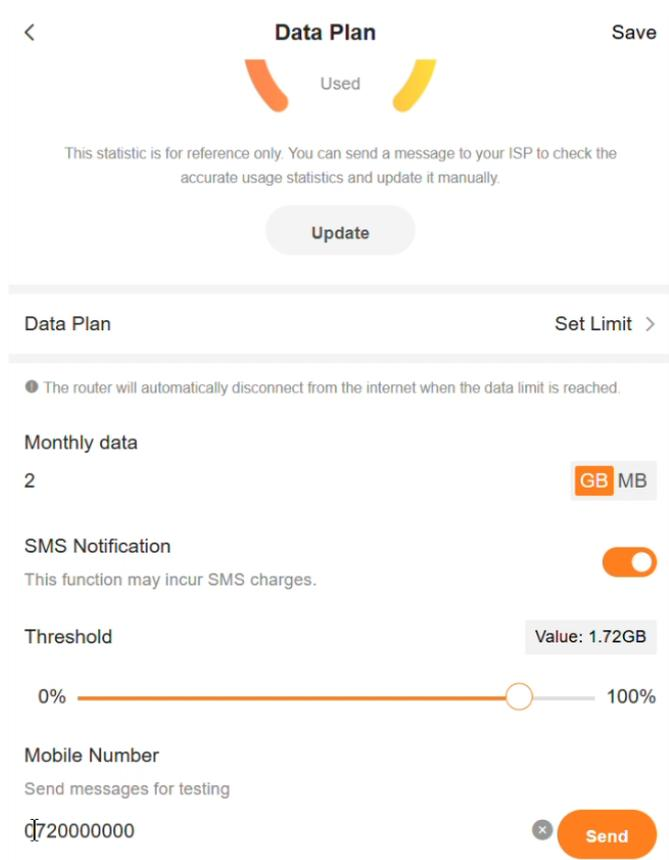 Data Plan
Save
Used
This statistic is for reference only. You can send a message to your ISP to check the
accurate usage statistics and update it manually.
Update
Data Plan
Set Limit
The router will automatically disconnect from the internet when the data limit is reached.
Monthly data
2
GB MB
SMS Notification
This function may incur SMS charges.
Threshold
Value: 1.72GB
0%
100%
Mobile Number
Send messages for testing
0720000000
Send